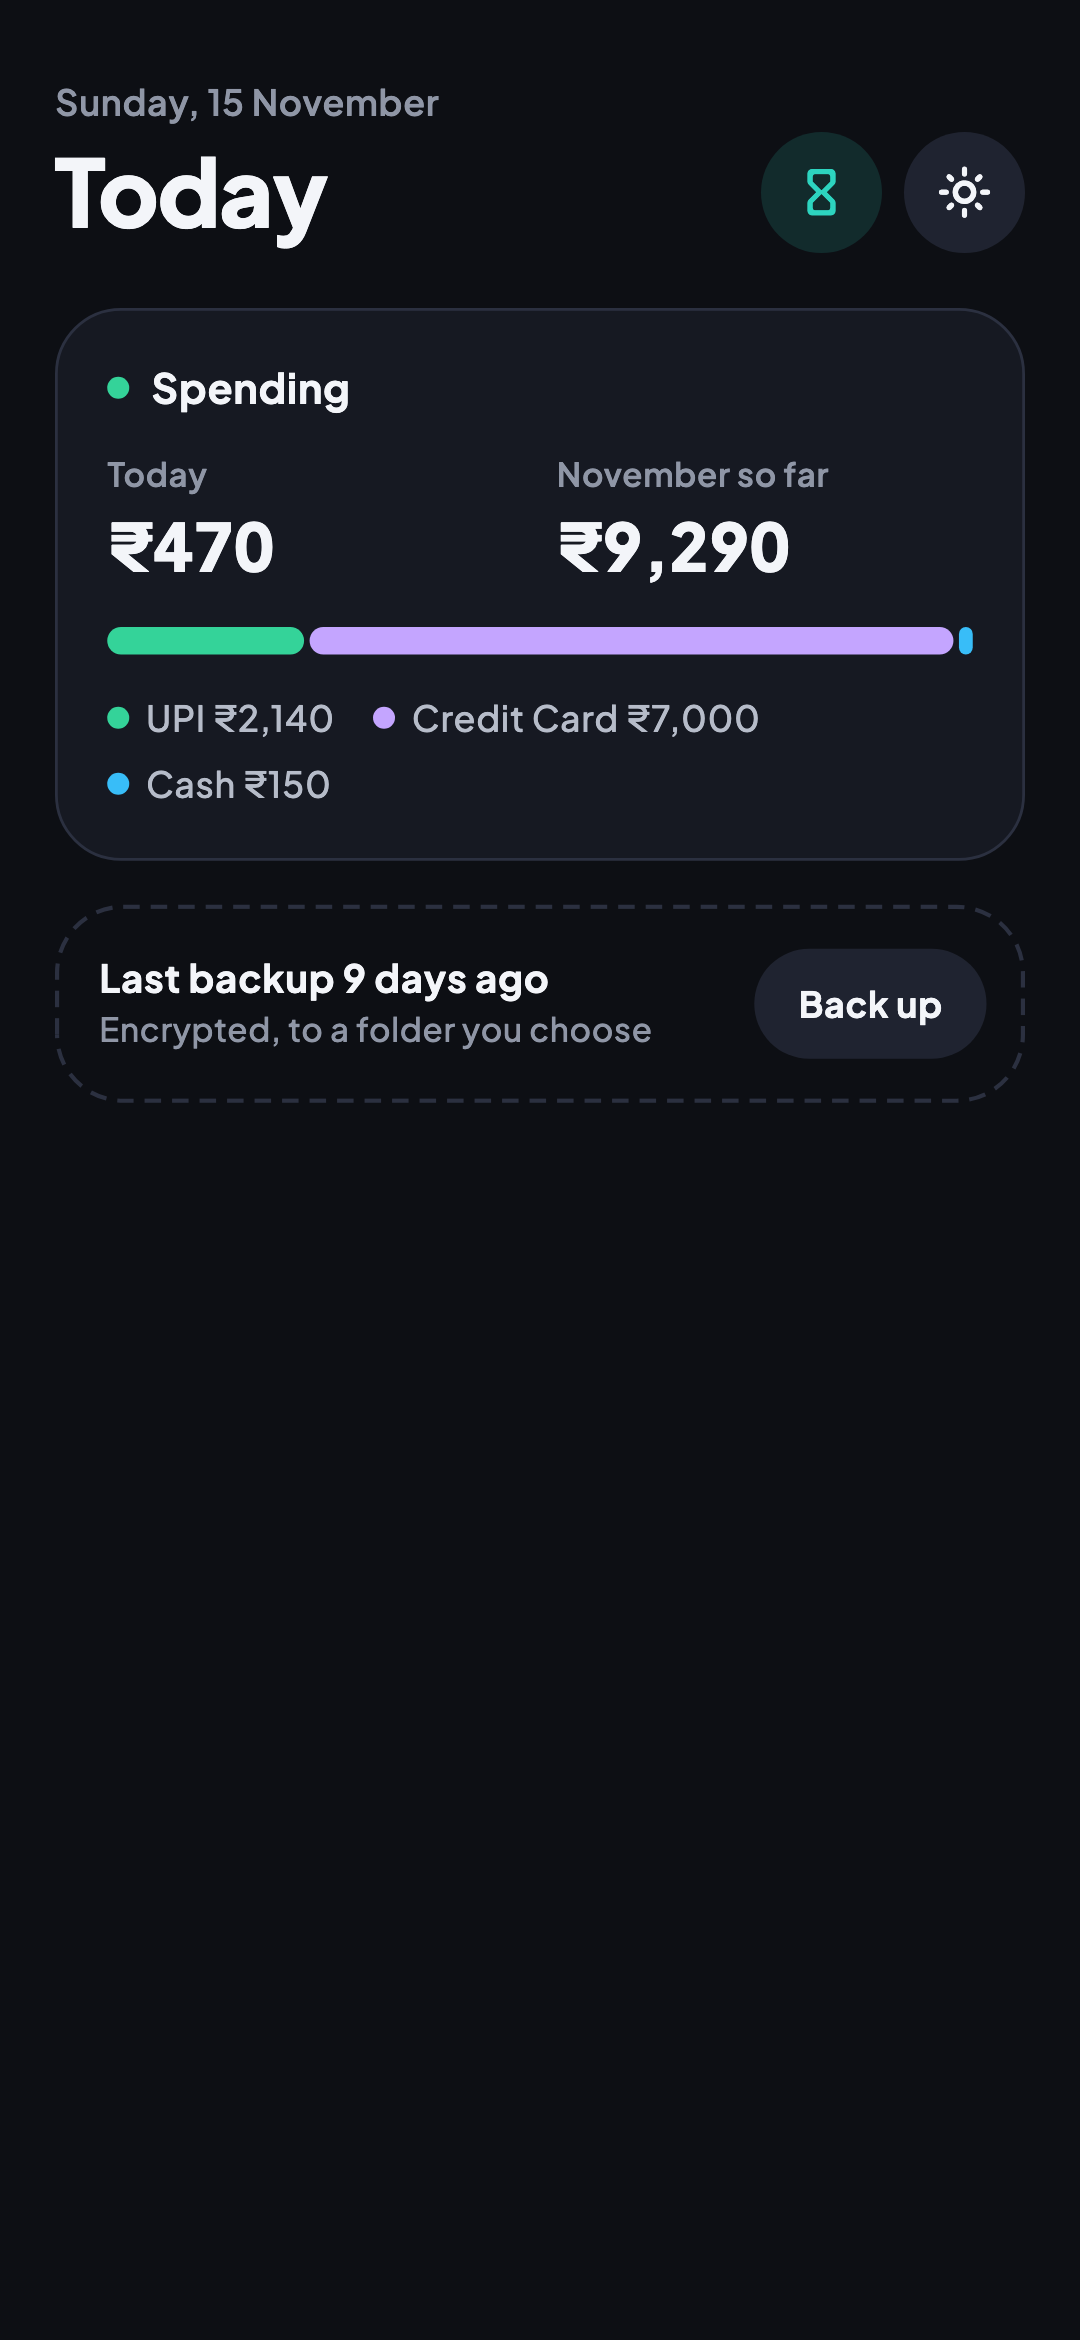 Sunday, 15 November
Today
Spending
Today
November so far
₹470
₹9,290
UPI ₹2,140
Credit Card ₹7,000
Cash ₹150
Last backup 9 days ago
Encrypted, to a folder you choose
Back up